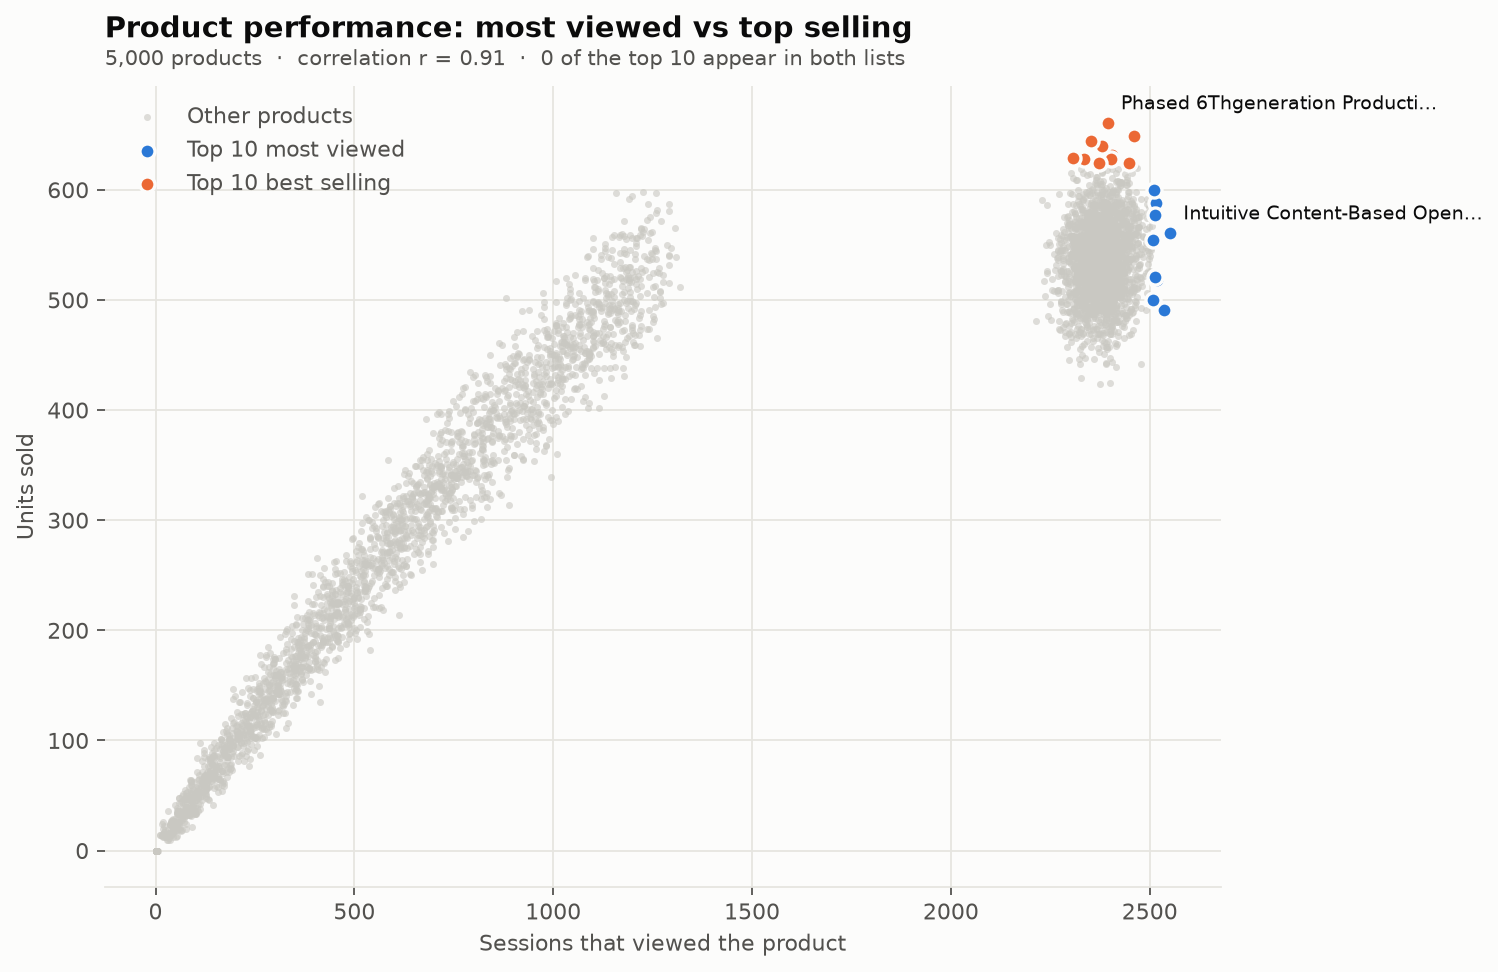 Product performance: most viewed vs top selling
5,000 products · correlation r = 0.91 · 0 of the top 10 appear in both lists
Other products
Top 10 most viewed
Top 10 best selling
Phased 6Thgeneration Producti…
Intuitive Content-Based Open…
Units sold
600
500
400
300
200
100
0
0 500 1000 1500 2000 2500
Sessions that viewed the product